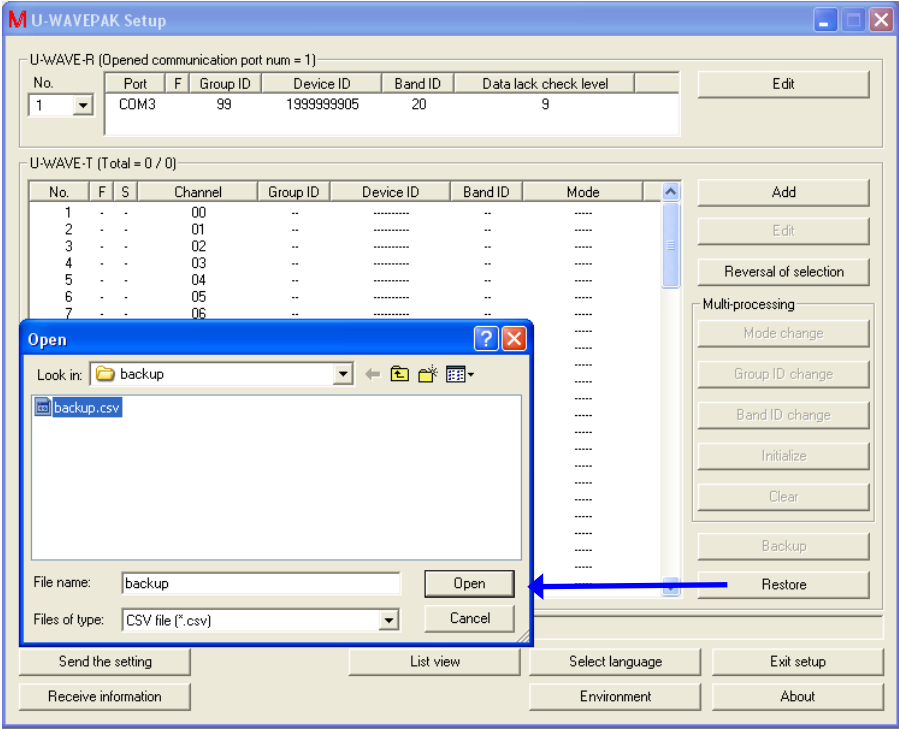 M U-WAVEPAK Setup
U-WAVE-R (Opened communication port num = 1)
No. Port F Group ID Device ID Band ID Data lack check level Edit
1 COM3 99 1999999905 20 9
U-WAVE-T (Total = 0 / 0)
No. F S Channel Group ID Device ID Band ID Mode Add
1 - - 00 -- ---------- -- -----
2 - - 01 -- ---------- -- ----- Edit
3 - - 02 -- ---------- -- -----
4 - - 03 -- ---------- -- ----- Reversal of selection
5 - - 04 -- ---------- -- -----
6 - - 05 -- ---------- -- ----- Multi-processing
7 - - 06 -- ---------- -- -----
Mode change
Group ID change
Band ID change
Initialize
Clear
Backup
Restore
Open
Look in: backup
backup.csv
File name: backup Open
Files of type: CSV file (*.csv) Cancel
Send the setting List view Select language Exit setup
Receive information Environment About